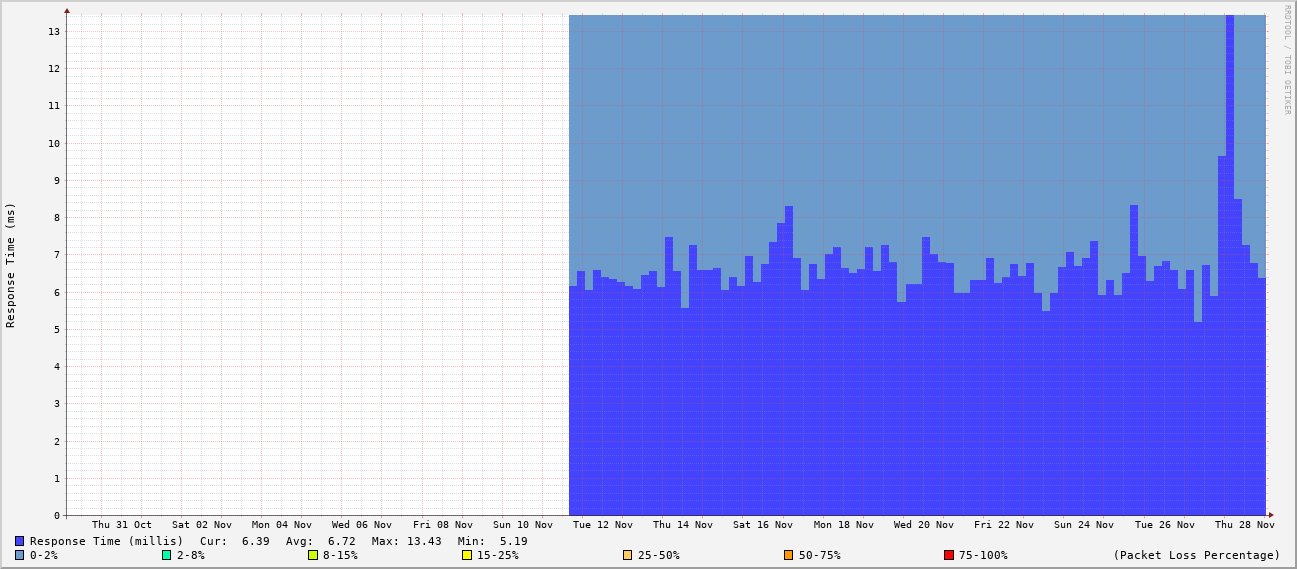 RRDTOOL / TOBI OETIKER
Response Time (ms)
13
12
11
10
9
8
7
6
5
4
3
2
1
0
Thu 31 Oct Sat 02 Nov Mon 04 Nov Wed 06 Nov Fri 08 Nov Sun 10 Nov Tue 12 Nov Thu 14 Nov Sat 16 Nov Mon 18 Nov Wed 20 Nov Fri 22 Nov Sun 24 Nov Tue 26 Nov Thu 28 Nov
Response Time (millis) Cur: 6.39 Avg: 6.72 Max: 13.43 Min: 5.19
0-2% 2-8% 8-15% 15-25% 25-50% 50-75% 75-100% (Packet Loss Percentage)